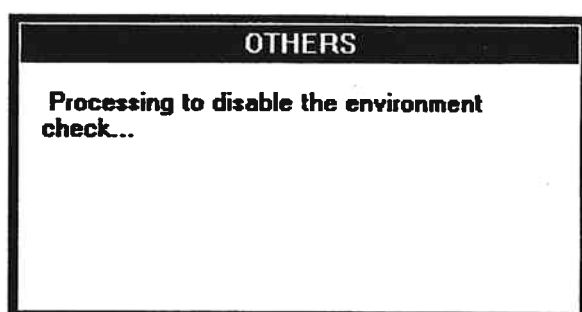 OTHERS
Processing to disable the environment
check...